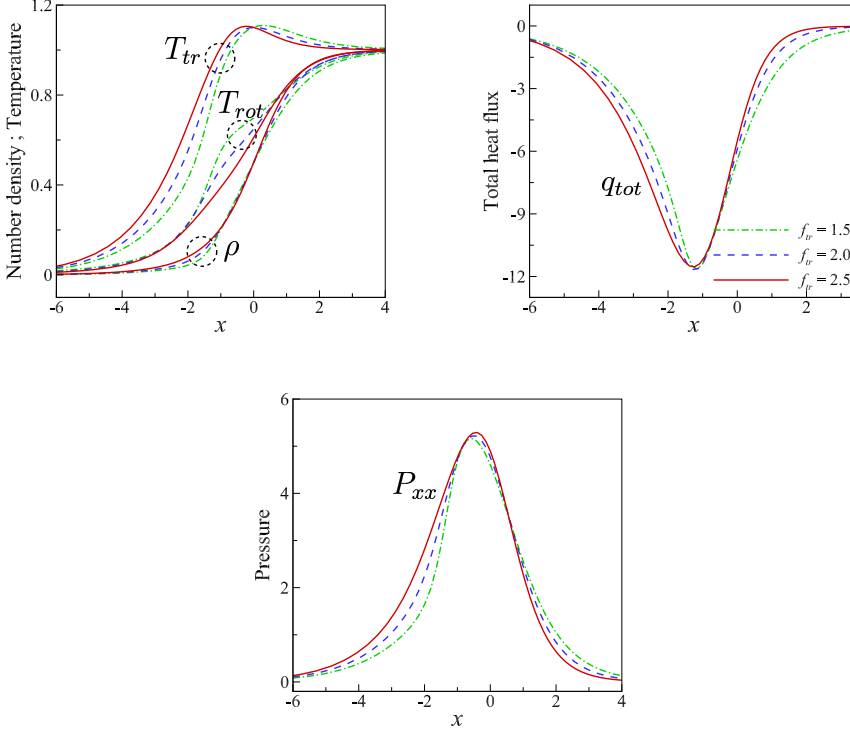 Number density ; Temperature
1.2
0.8
0.4
0
T_tr
T_rot
ρ
-6 -4 -2 0 2 4
x
Total heat flux
0
-3
-6
-9
-12
q_tot
f_tr = 1.5
f_tr = 2.0
f_tr = 2.5
-6 -4 -2 0 2
x
Pressure
6
4
2
0
P_xx
-6 -4 -2 0 2 4
x